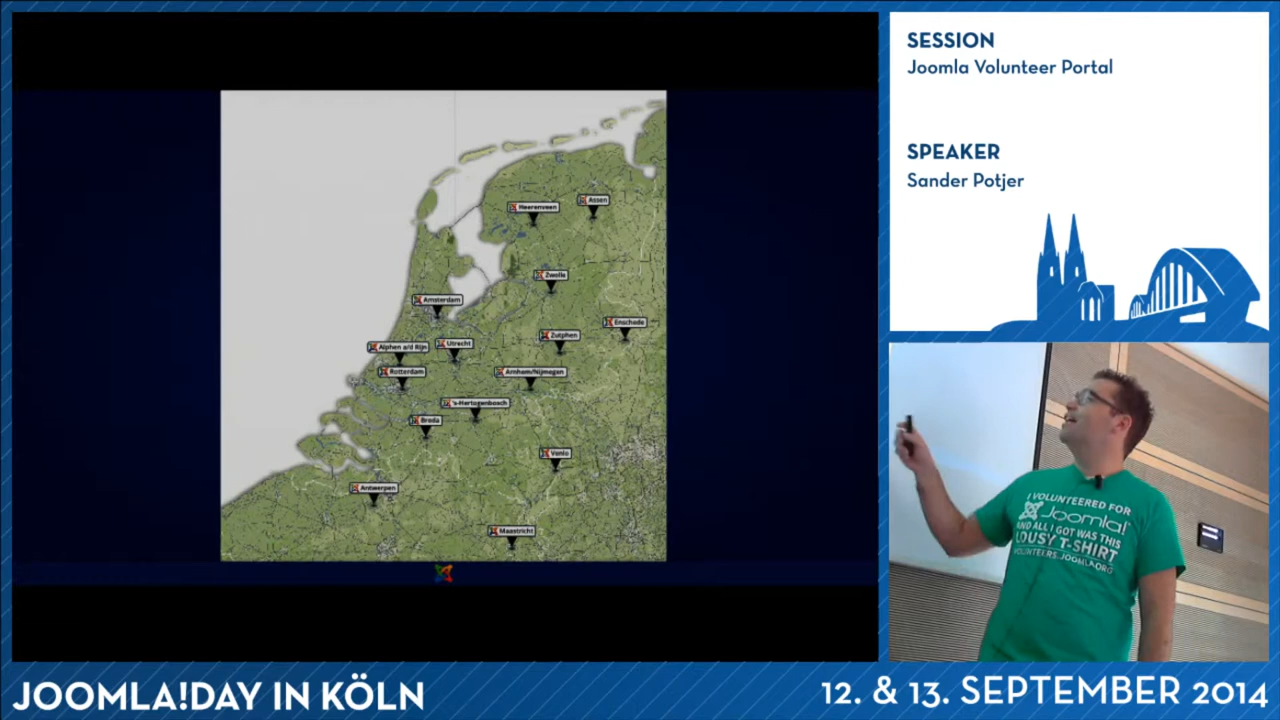 SESSION
Joomla Volunteer Portal
SPEAKER
Sander Potjer
Heerenveen
Assen
Zwolle
Amsterdam
Enschede
Zutphen
Utrecht
Alphen a/d Rijn
Rotterdam
Arnhem/Nijmegen
's-Hertogenbosch
Breda
Venlo
Antwerpen
Maastricht
I VOLUNTEERED FOR
Joomla!
AND ALL I GOT WAS THIS
LOUSY T-SHIRT
VOLUNTEERS.JOOMLA.ORG
JOOMLA!DAY IN KÖLN
12. & 13. SEPTEMBER 2014